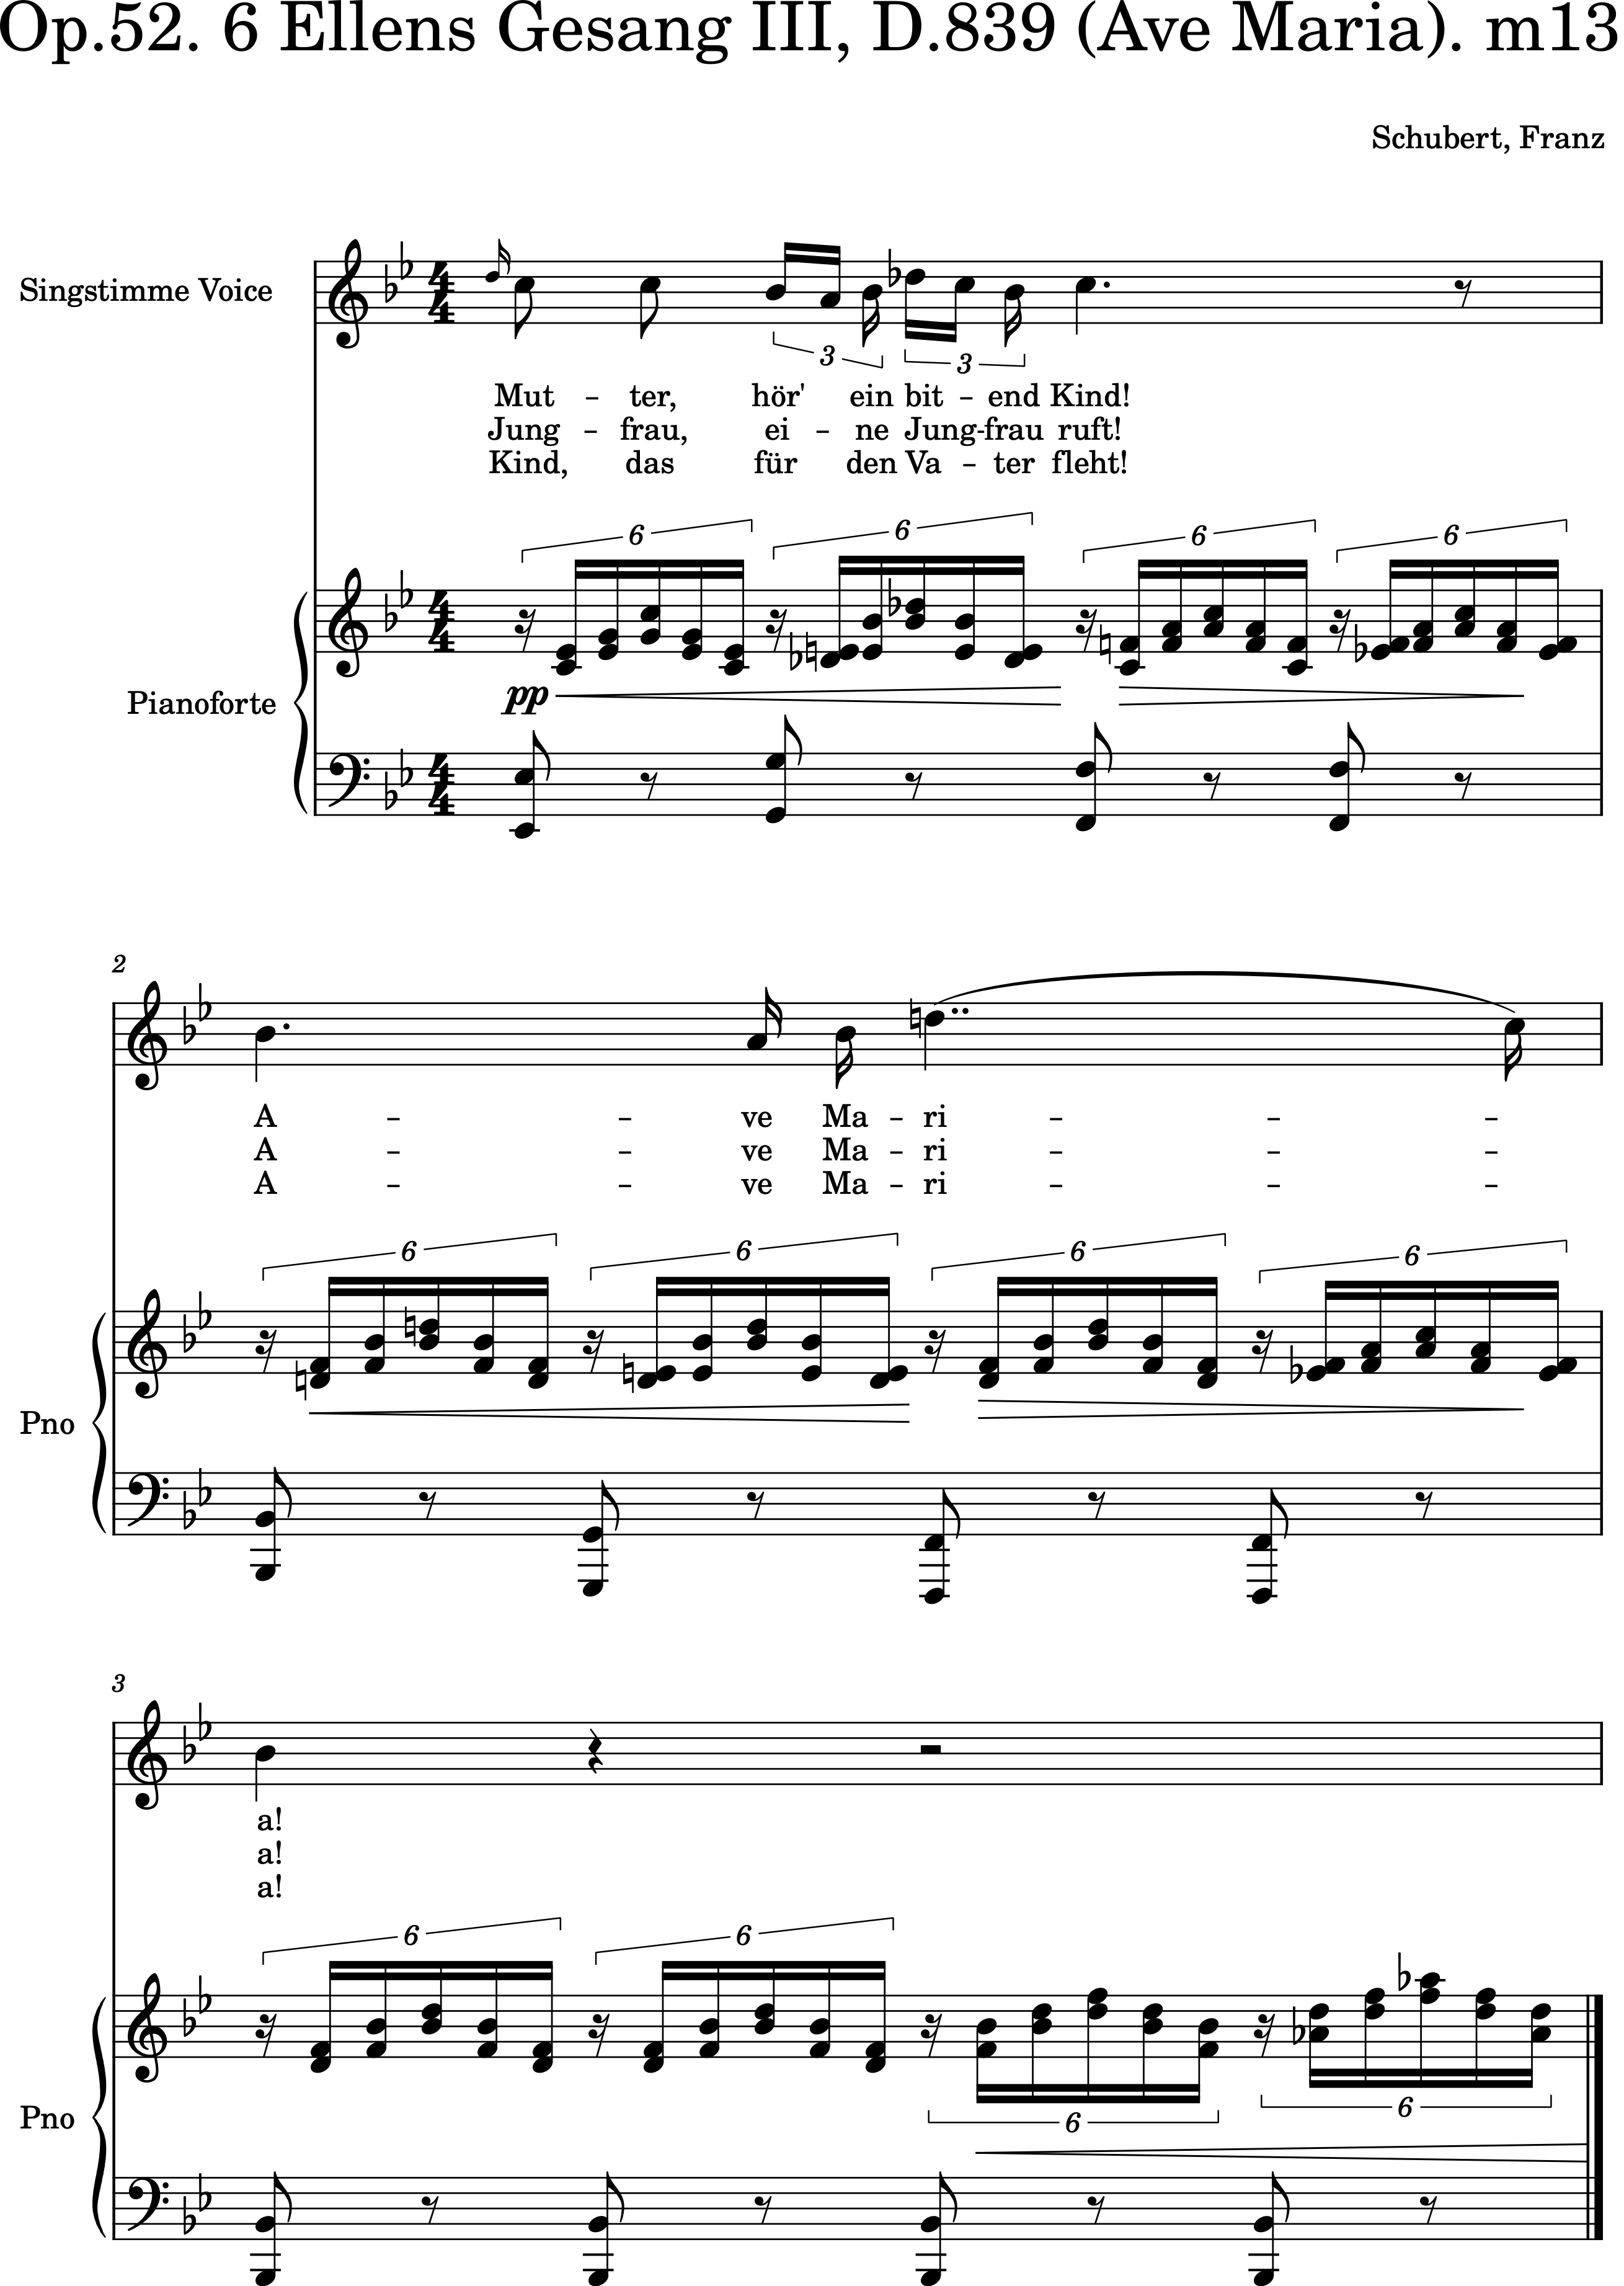 Op.52. 6 Ellens Gesang III, D.839 (Ave Maria). m13
Schubert, Franz
Singstimme Voice
3 3
Mut – ter, hör' ein bit – end Kind!
Jung – frau, ei – ne Jung-frau ruft!
Kind, das für den Va – ter fleht!
6 6 6 6
pp
Pianoforte
2
A – – ve Ma – ri – – –
A – – ve Ma – ri – – –
A – – ve Ma – ri – – –
6 6 6 6
Pno
3
a!
a!
a!
6 6
6 6
Pno